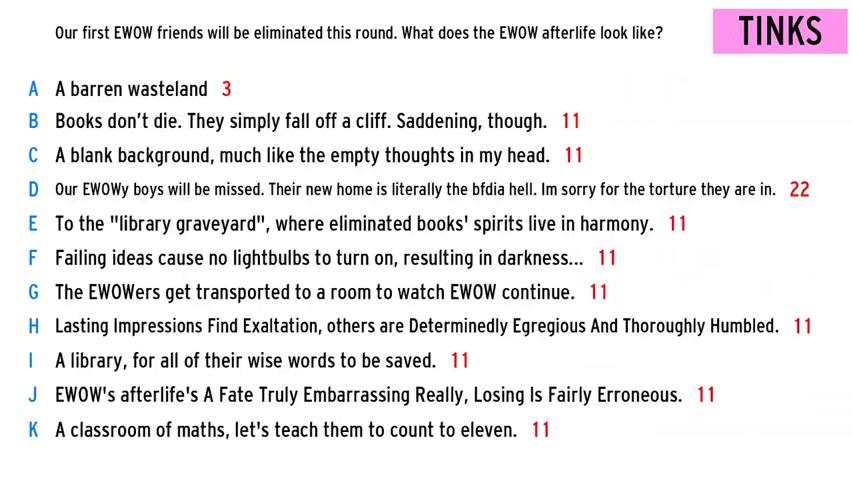 Our first EWOW friends will be eliminated this round. What does the EWOW afterlife look like?
TINKS
A A barren wasteland 3
B Books don't die. They simply fall off a cliff. Saddening, though. 11
C A blank background, much like the empty thoughts in my head. 11
D Our EWOWy boys will be missed. Their new home is literally the bfdia hell. Im sorry for the torture they are in. 22
E To the "library graveyard", where eliminated books' spirits live in harmony. 11
F Failing ideas cause no lightbulbs to turn on, resulting in darkness... 11
G The EWOWers get transported to a room to watch EWOW continue. 11
H Lasting Impressions Find Exaltation, others are Determinedly Egregious And Thoroughly Humbled. 11
I A library, for all of their wise words to be saved. 11
J EWOW's afterlife's A Fate Truly Embarrassing Really, Losing Is Fairly Erroneous. 11
K A classroom of maths, let's teach them to count to eleven. 11